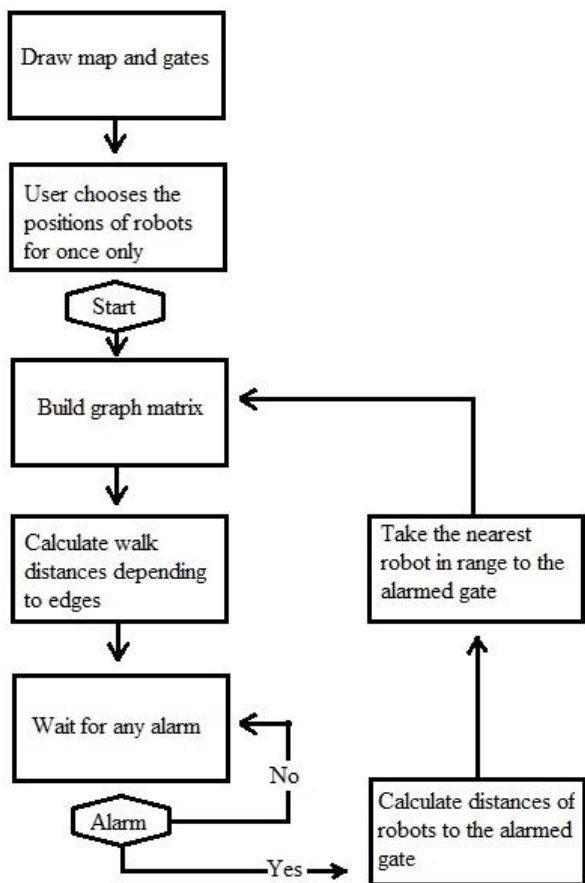 Draw map and gates
User chooses the
positions of robots
for once only
Start
Build graph matrix
Calculate walk
distances depending
to edges
Wait for any alarm
No
Alarm
Yes
Calculate distances of
robots to the alarmed
gate
Take the nearest
robot in range to the
alarmed gate